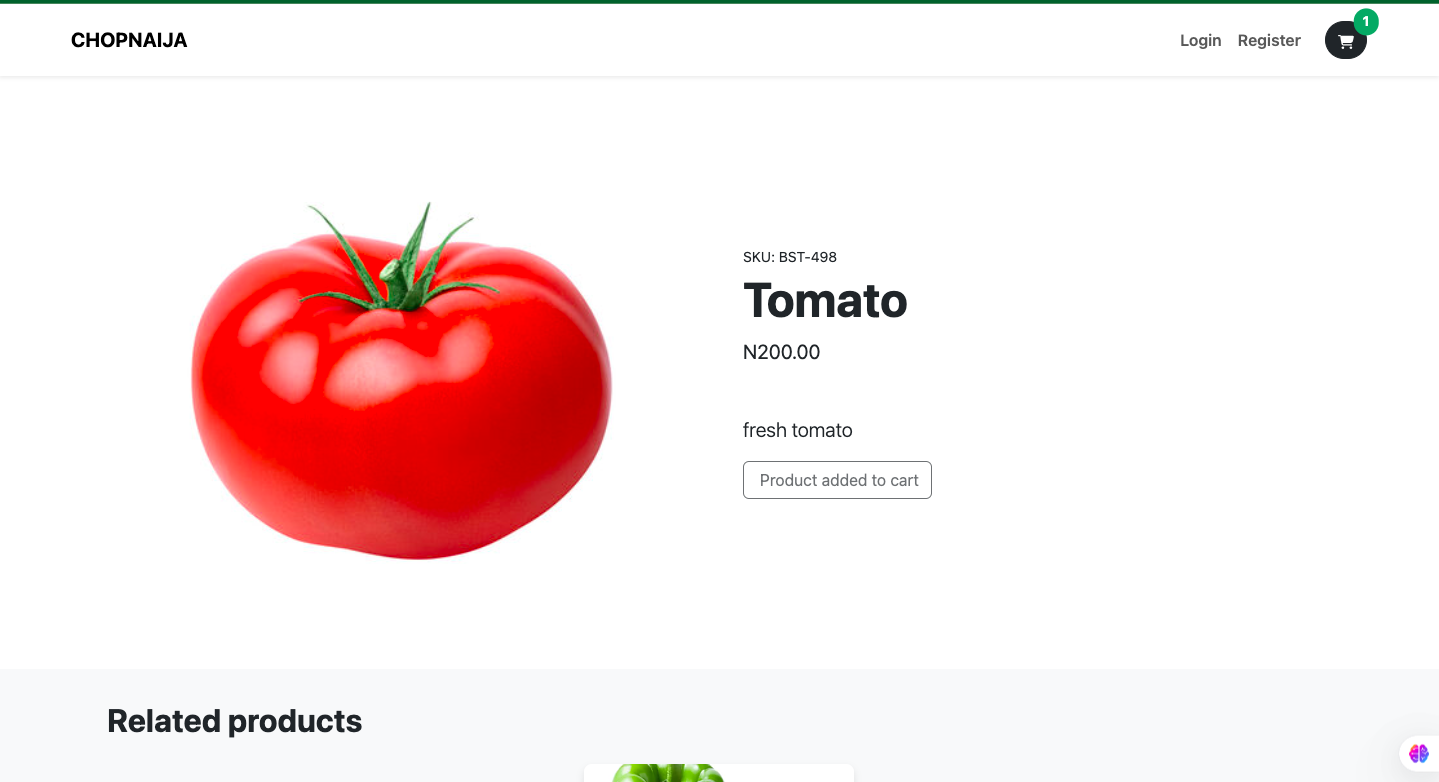 CHOPNAIJA
Login Register 1
SKU: BST-498
Tomato
N200.00
fresh tomato
Product added to cart
Related products